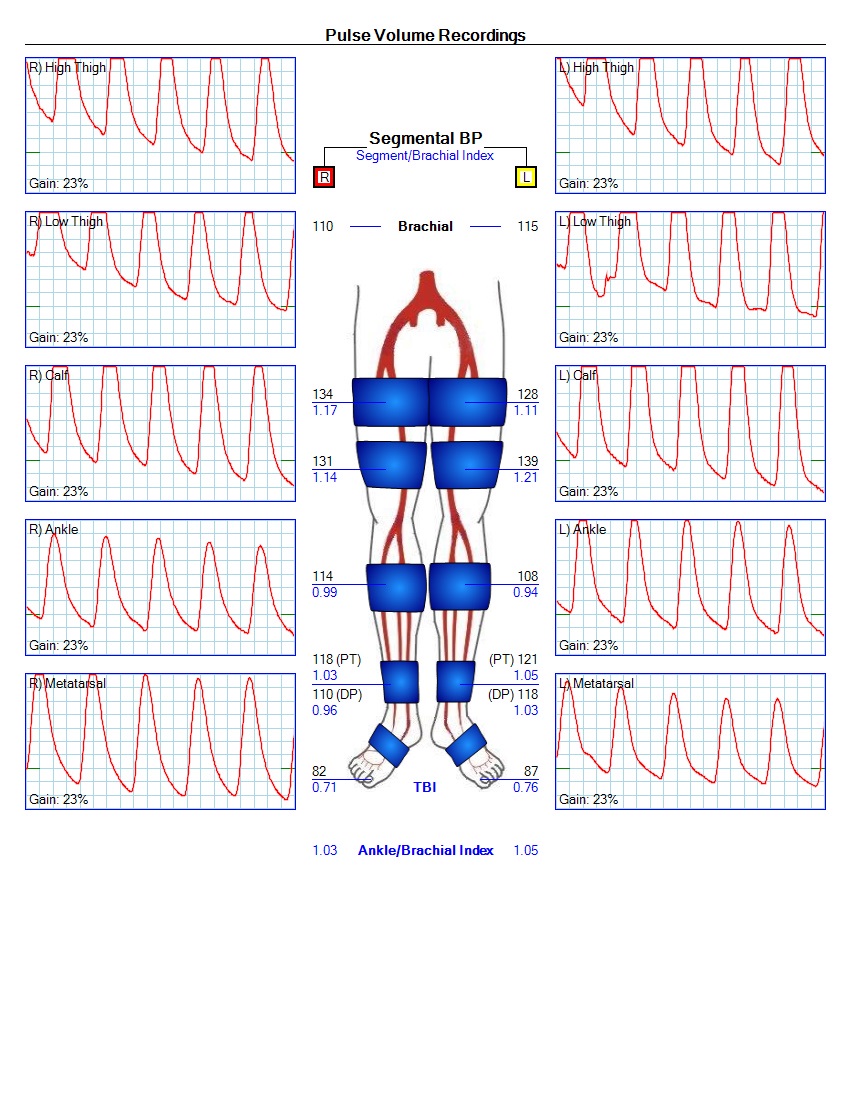 Pulse Volume Recordings
R) High Thigh
Gain: 23%
R) Low Thigh
Gain: 23%
R) Calf
Gain: 23%
R) Ankle
Gain: 23%
R) Metatarsal
Gain: 23%
Segmental BP
Segment/Brachial Index
R L
110 Brachial 115
134 128
1.17 1.11
131 139
1.14 1.21
114 108
0.99 0.94
118 (PT) (PT) 121
1.03 1.05
110 (DP) (DP) 118
0.96 1.03
82 87
0.71 TBI 0.76
1.03 Ankle/Brachial Index 1.05
L) High Thigh
Gain: 23%
L) Low Thigh
Gain: 23%
L) Calf
Gain: 23%
L) Ankle
Gain: 23%
L) Metatarsal
Gain: 23%